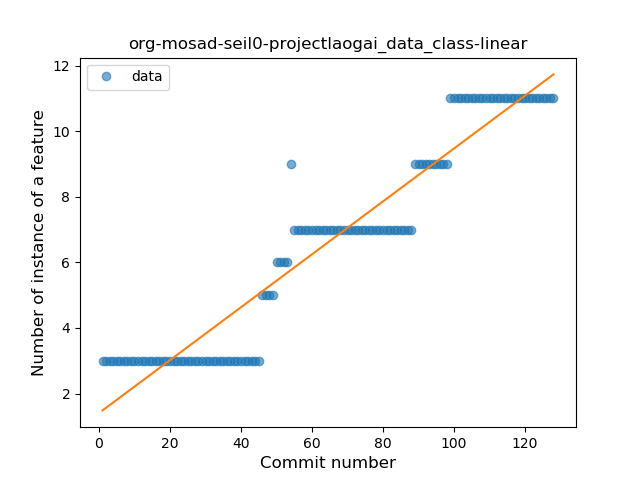 org-mosad-seil0-projectlaogai_data_class-linear
data
Number of instance of a feature
12
10
8
6
4
2
0 20 40 60 80 100 120
Commit number